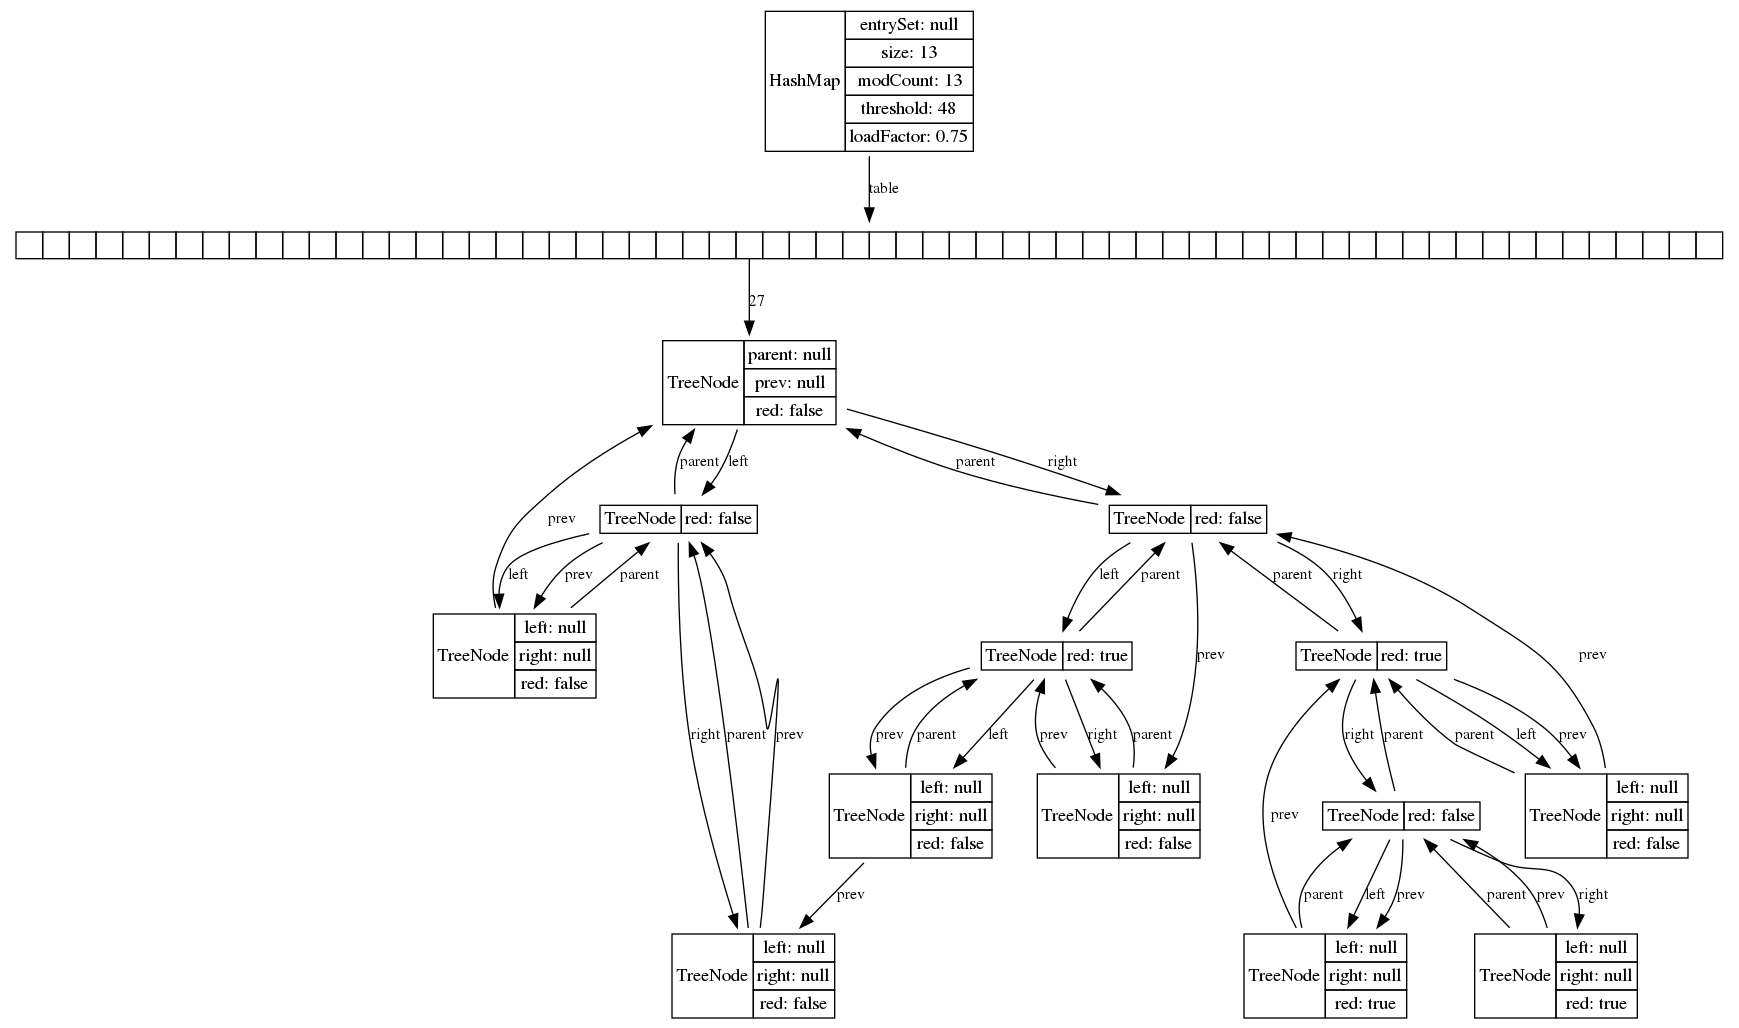 entrySet: null
size: 13
HashMap
modCount: 13
threshold: 48
loadFactor: 0.75
table
27
parent: null
TreeNode
prev: null
red: false
parent
left
parent
right
prev
TreeNode
red: false
TreeNode
red: false
left
prev
parent
left
parent
parent
right
left: null
TreeNode
right: null
red: false
TreeNode
red: true
prev
TreeNode
red: true
prev
right
parent
prev
prev
parent
left
prev
right
parent
right
parent
parent
left
prev
left: null
TreeNode
right: null
red: false
left: null
TreeNode
right: null
red: false
prev
TreeNode
red: false
left: null
TreeNode
right: null
red: false
prev
parent
left
prev
parent
prev
right
left: null
TreeNode
right: null
red: false
left: null
TreeNode
right: null
red: true
left: null
TreeNode
right: null
red: true